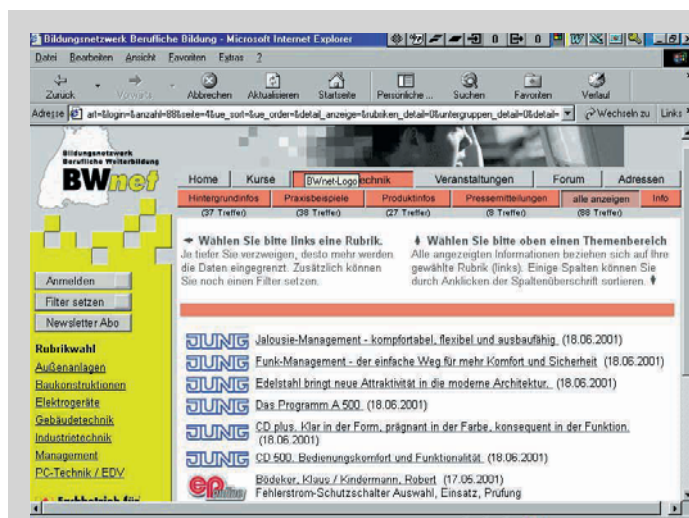 Bildungsnetzwerk Berufliche Bildung - Microsoft Internet Explorer
Datei Bearbeiten Ansicht Favoriten Extras ?
Zurück Vorwärts Abbrechen Aktualisieren Startseite Persönliche ... Suchen Favoriten Verlauf
Adresse art=&login=&anzahl=88&seite=4&ue_sort=&ue_order=&detail_anzeige=&rubriken_detail=0&untergruppen_detail=0&detail= Wechseln zu Links
Bildungsnetzwerk
Berufliche Weiterbildung
BWnet
Home Kurse BWnet-Logo echnik Veranstaltungen Forum Adressen
Hintergrundinfos Praxisbeispiele Produktinfos Pressemitteilungen alle anzeigen Info
(37 Treffer) (38 Treffer) (27 Treffer) (8 Treffer) (88 Treffer)
Wählen Sie bitte links eine Rubrik.
Je tiefer Sie verzweigen, desto mehr werden
die Daten eingegrenzt. Zusätzlich können
Sie noch einen Filter setzen.
Wählen Sie bitte oben einen Themenbereich
Alle angezeigten Informationen beziehen sich auf Ihre
gewählte Rubrik (links). Einige Spalten können Sie
durch Anklicken der Spaltenüberschrift sortieren.
Anmelden
Filter setzen
Newsletter Abo
Rubrikwahl
Außenanlagen
Baukonstruktionen
Elektrogeräte
Gebäudetechnik
Industrietechnik
Management
PC-Technik / EDV
Fachbetrieb für
JUNG Jalousie-Management - kompfortabel, flexibel und ausbaufähig. (18.06.2001)
JUNG Funk-Management - der einfache Weg für mehr Komfort und Sicherheit (18.06.2001)
JUNG Edelstahl bringt neue Attraktivität in die moderne Architektur. (18.06.2001)
JUNG Das Programm A 500. (18.06.2001)
JUNG CD plus. Klar in der Form, prägnant in der Farbe, konsequent in der Funktion.
(18.06.2001)
JUNG CD 500. Bedienungskomfort und Funktionalität. (18.06.2001)
ep Bödeker, Klaus / Kindermann, Robert (17.05.2001)
Fehlerstrom-Schutzschalter Auswahl, Einsatz, Prüfung